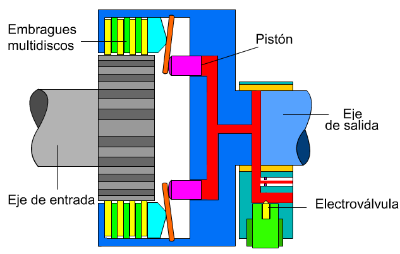 Embragues
multidiscos
Pistón
Eje
de salida
Eje de entrada
Electroválvula